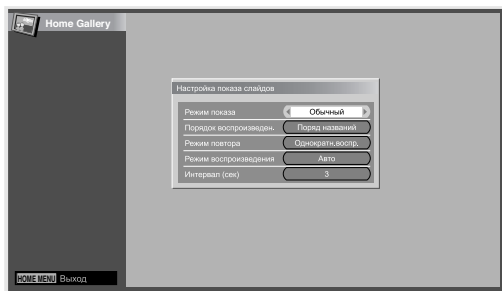 Home Gallery
Настройка показа слайдов
Режим показа Обычный
Порядок воспроизведен. Поряд названий
Режим повтора Однократн.воспр.
Режим воспроизведения Авто
Интервал (сек) 3
HOME MENU Выход